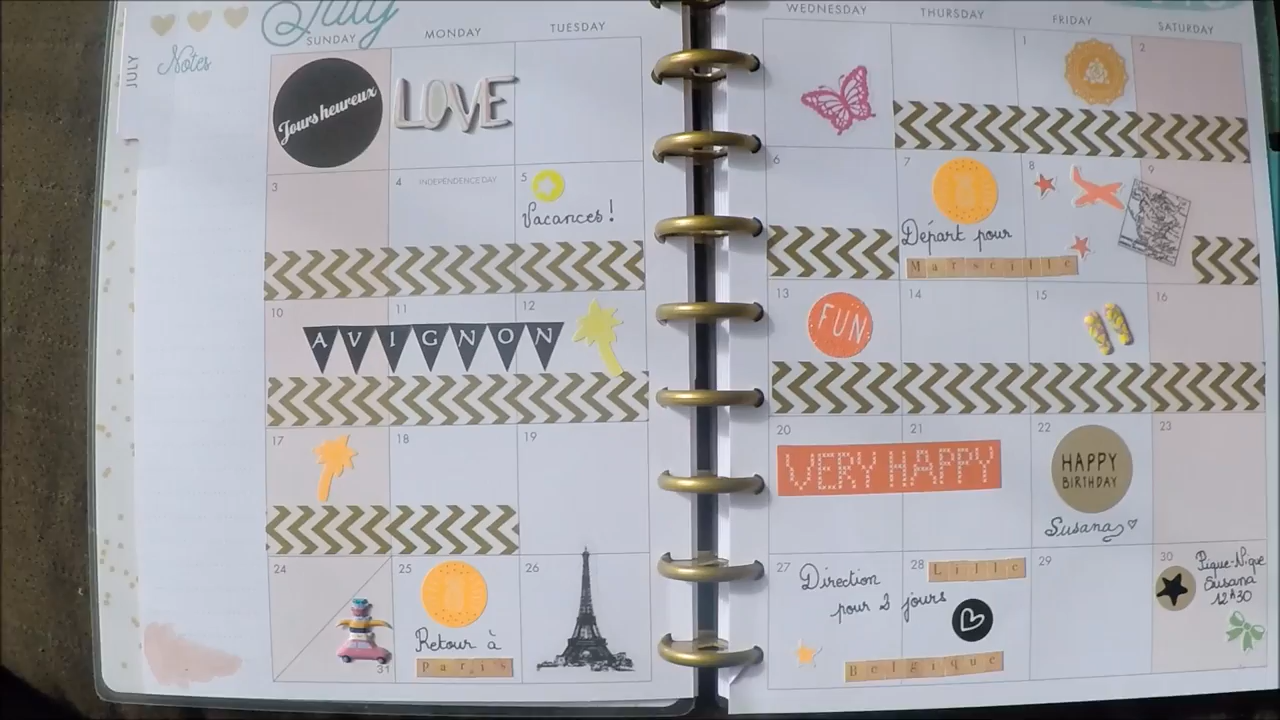 July
SUNDAY
MONDAY
TUESDAY
WEDNESDAY
THURSDAY
FRIDAY
SATURDAY
JULY
Notes
Jours heureux
LOVE
1
2
3
4 INDEPENDENCE DAY
5
Vacances !
6
7
Départ pour
Marseille
8
9
10
11
12
AVIGNON
13
FUN
14
15
16
17
18
19
20
21
VERY HAPPY
22
HAPPY
BIRTHDAY
Susana
23
24
31
25
Retour à
Paris
26
27
Direction
pour 2 jours
28
Lille
Belgique
29
30
Pique-Nique
Susana
12h30